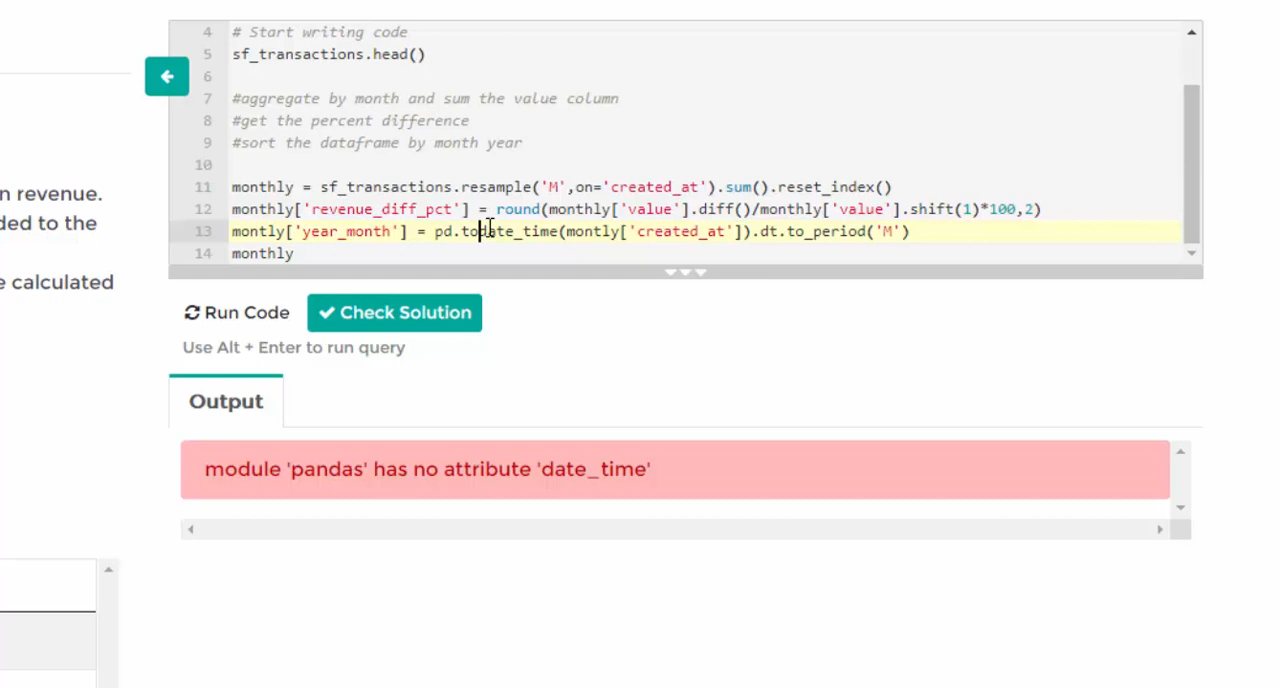 4 # Start writing code
5 sf_transactions.head()
6
7 #aggregate by month and sum the value column
8 #get the percent difference
9 #sort the dataframe by month year
10
n revenue.
11 monthly = sf_transactions.resample('M',on='created_at').sum().reset_index()
12 monthly['revenue_diff_pct'] = round(monthly['value'].diff()/monthly['value'].shift(1)*100,2)
ded to the
13 montly['year_month'] = pd.todate_time(montly['created_at']).dt.to_period('M')
14 monthly
e calculated
Run Code
Check Solution
Use Alt + Enter to run query
Output
module 'pandas' has no attribute 'date_time'